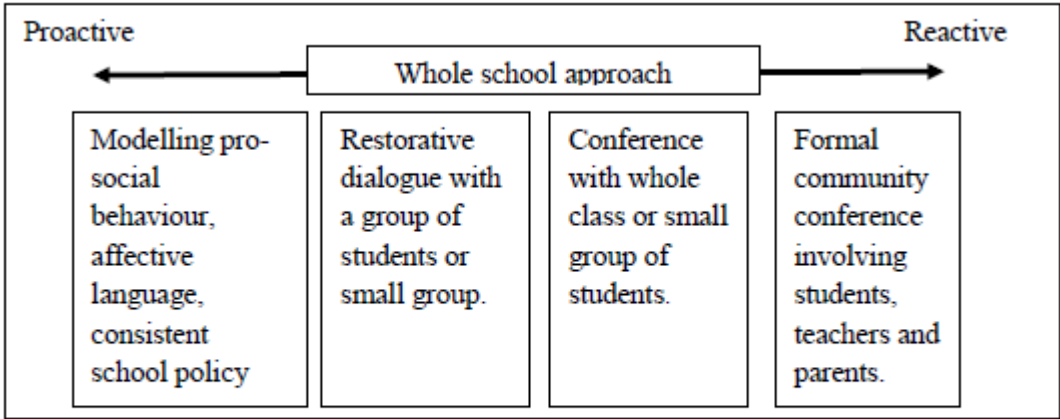 Proactive
Reactive
Whole school approach
Modelling pro-
social
behaviour,
affective
language,
consistent
school policy
Restorative
dialogue with
a group of
students or
small group.
Conference
with whole
class or small
group of
students.
Formal
community
conference
involving
students,
teachers and
parents.